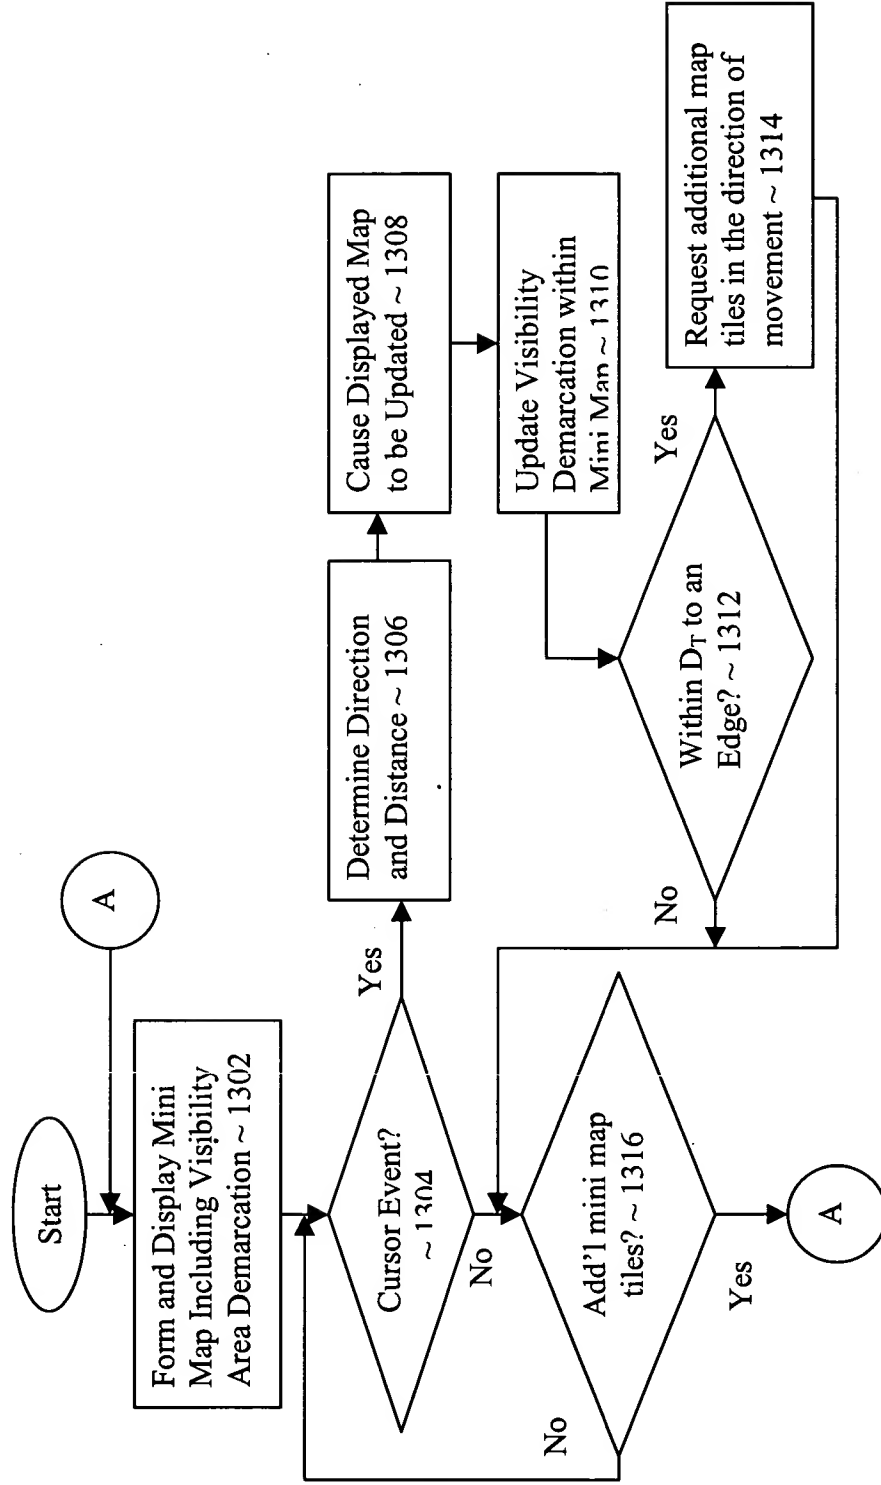 Start
A
Form and Display Mini
Map Including Visibility
Area Demarcation ~ 1302
Cursor Event?
~ 1304
Yes
No
Determine Direction
and Distance ~ 1306
Cause Displayed Map
to be Updated ~ 1308
Update Visibility
Demarcation within
Mini Map ~ 1310
Within DT to an
Edge? ~ 1312
Yes
No
Request additional map
tiles in the direction of
movement ~ 1314
Add'l mini map
tiles? ~ 1316
No
Yes
A